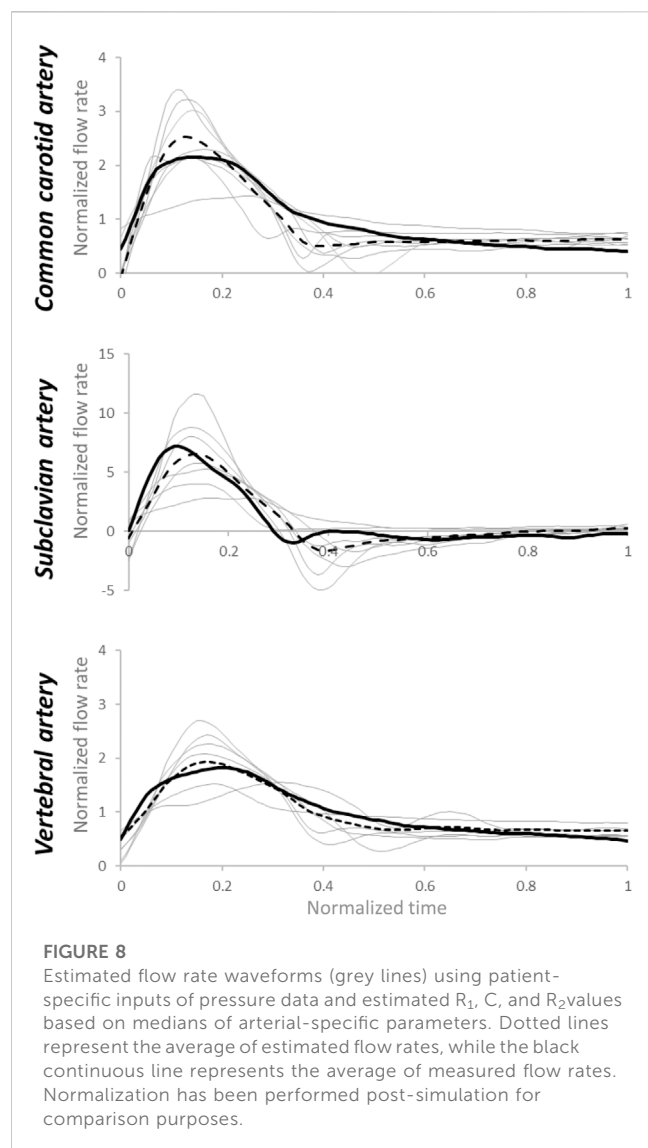 Common carotid artery
Normalized flow rate
4
3
2
1
0
0
0.2
0.4
0.6
0.8
1
Subclavian artery
Normalized flow rate
15
10
5
0
-5
0
0.2
0.4
0.6
0.8
1
Vertebral artery
Normalized flow rate
4
3
2
1
0
0
0.2
0.4
0.6
0.8
1
Normalized time
FIGURE 8
Estimated flow rate waveforms (grey lines) using patient-
specific inputs of pressure data and estimated R₁, C, and R₂values
based on medians of arterial-specific parameters. Dotted lines
represent the average of estimated flow rates, while the black
continuous line represents the average of measured flow rates.
Normalization has been performed post-simulation for
comparison purposes.